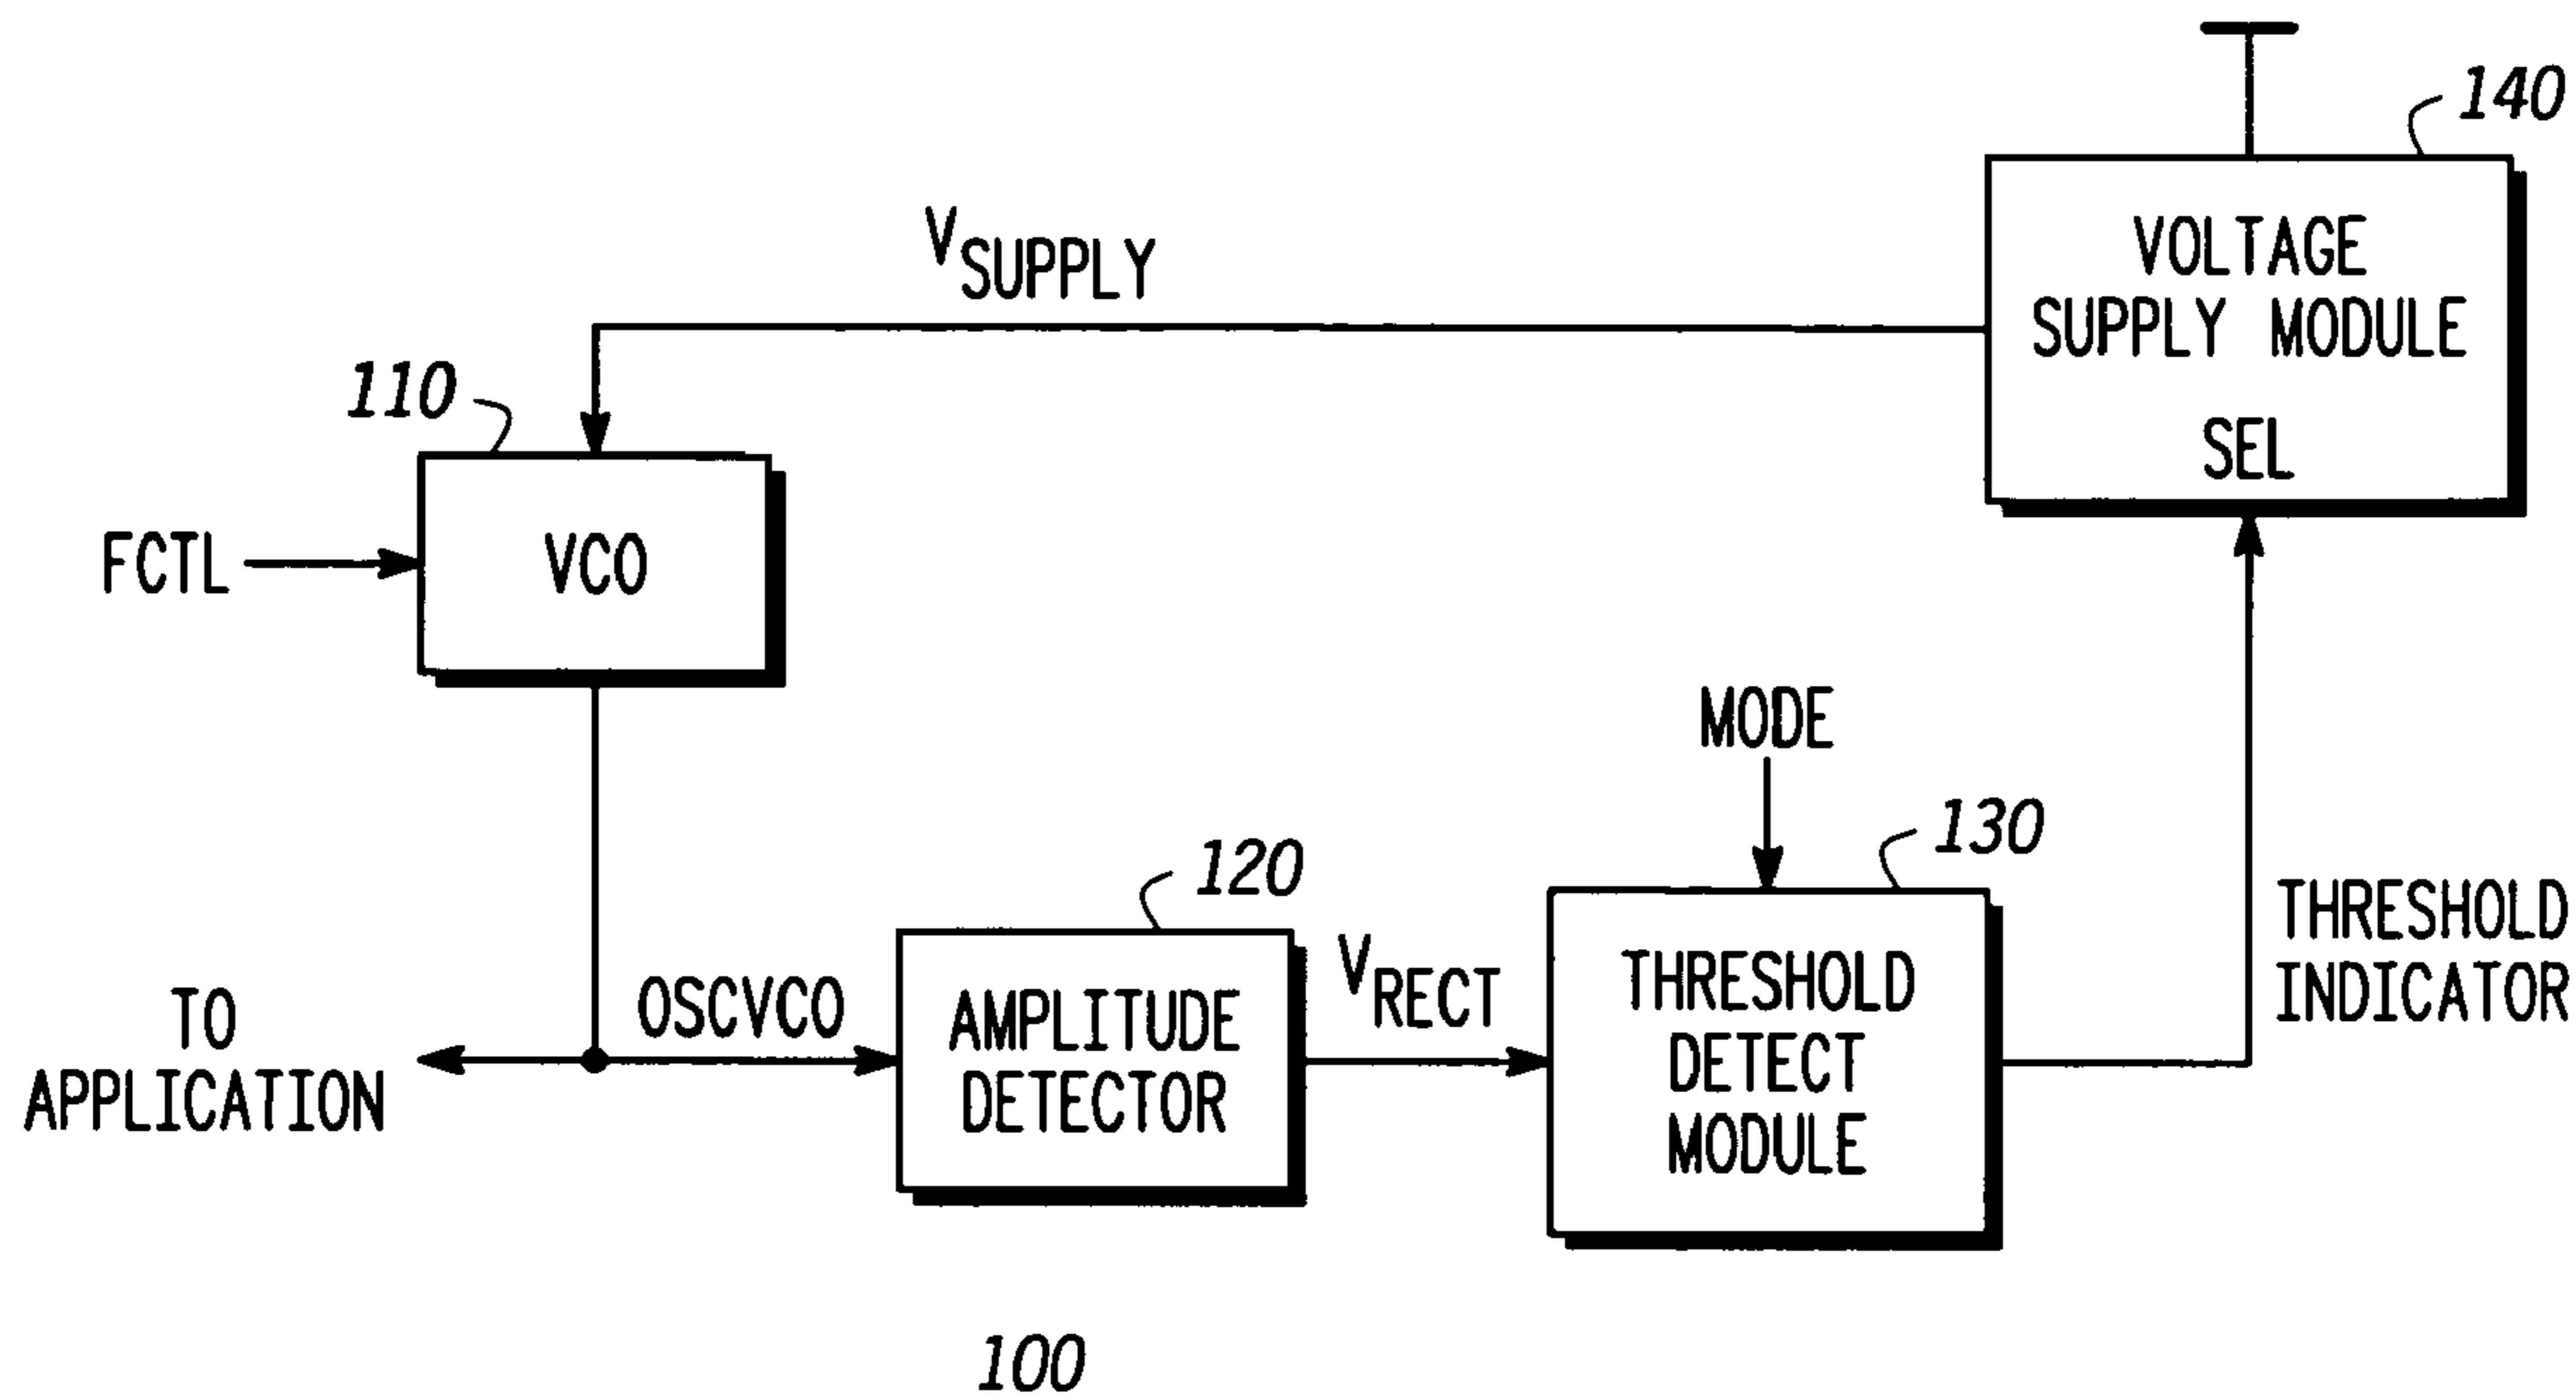 140
VOLTAGE
SUPPLY MODULE
SEL
VSUPPLY
110
FCTL
VCO
MODE
130
120
THRESHOLD
INDICATOR
TO
APPLICATION
OSCVCO
AMPLITUDE
DETECTOR
VRECT
THRESHOLD
DETECT
MODULE
100